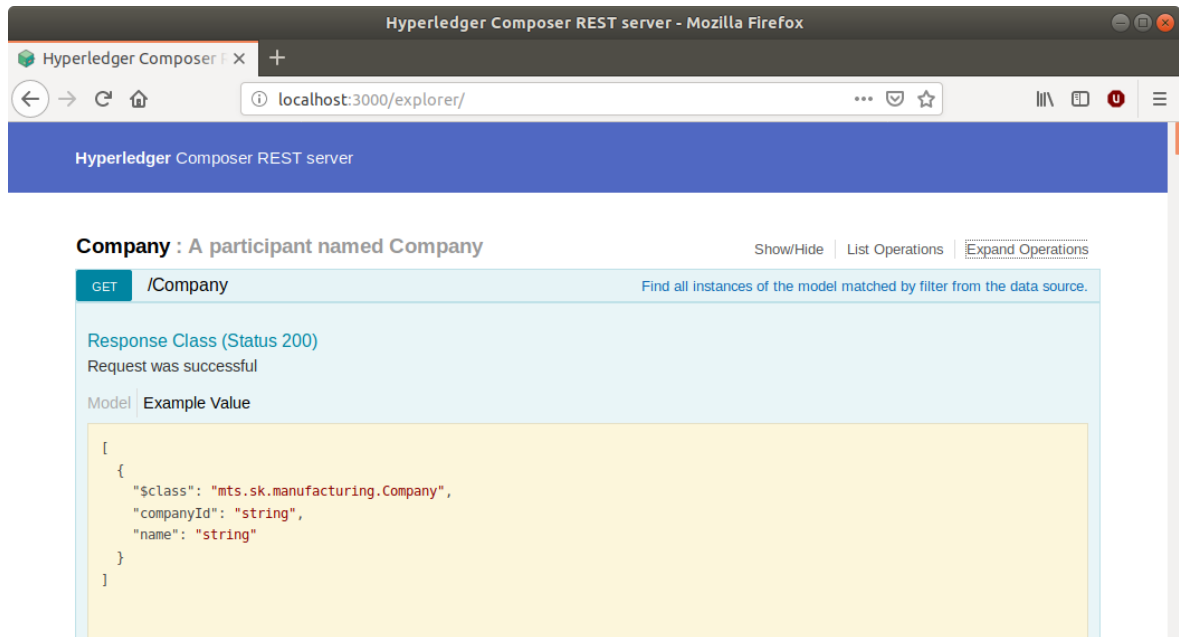 Hyperledger Composer REST server - Mozilla Firefox
Hyperledger Composer R
localhost:3000/explorer/
Hyperledger Composer REST server
Company : A participant named Company
Show/Hide
List Operations
Expand Operations
GET
/Company
Find all instances of the model matched by filter from the data source.
Response Class (Status 200)
Request was successful
Model
Example Value
[
{
"$class": "mts.sk.manufacturing.Company",
"companyId": "string",
"name": "string"
}
]